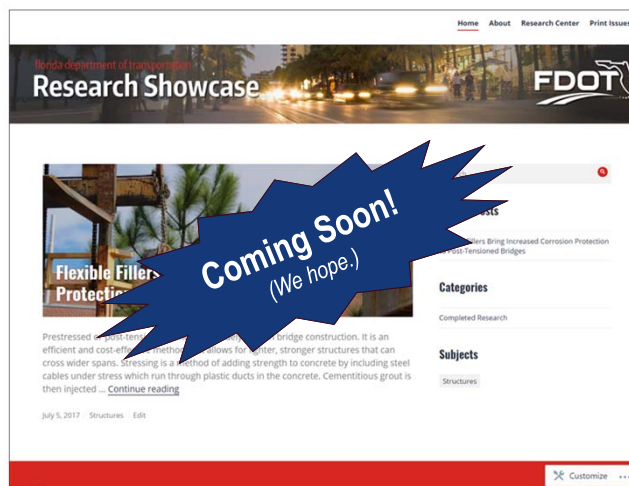 Home About Research Center Print Issues
florida department of transportation
Research Showcase
FDOT
Coming Soon!
(We hope.)
Flexible Fillers
Bring Increased Corrosion Protection
Post-Tensioned Bridges
Categories
Completed Research
Subjects
Structures
Prestressed or post-
bridge construction. It is an
efficient and cost-
allows for lighter, stronger structures that can
cross wider spans. Stressing is a method of adding strength to concrete by including steel
cables under stress which run through plastic ducts in the concrete. Cementitious grout is
then injected ... Continue reading
July 5, 2017 Structures Edit
Customize ...